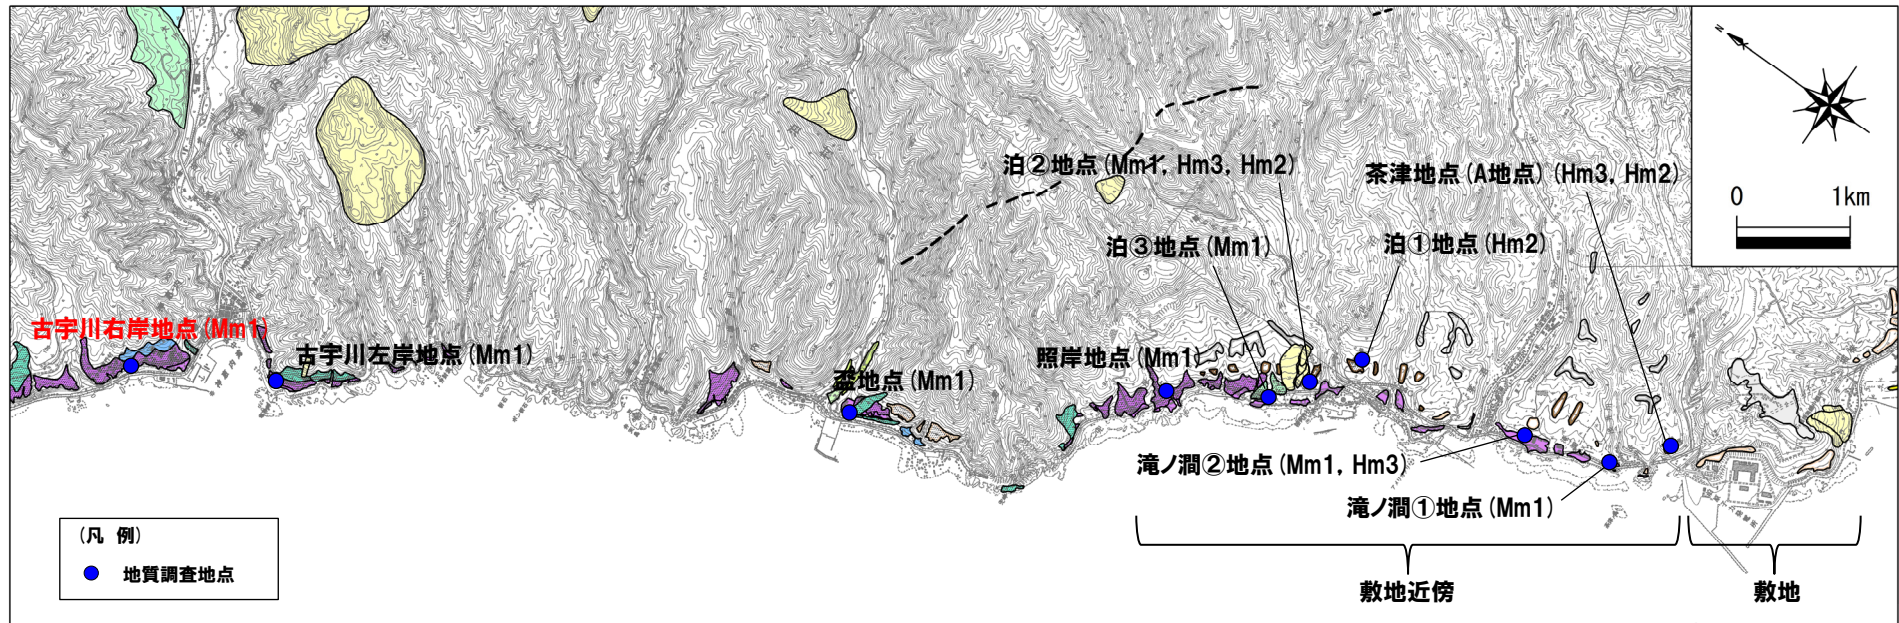 N
0 1km
泊②地点(Mm1, Hm3, Hm2)
茶津地点(A地点)(Hm3, Hm2)
泊③地点(Mm1)
泊①地点(Hm2)
古宇川右岸地点(Mm1)
古宇川左岸地点(Mm1)
照岸地点(Mm1)
盃地点(Mm1)
滝ノ澗②地点(Mm1, Hm3)
滝ノ澗①地点(Mm1)
(凡 例)
地質調査地点
敷地近傍
敷地